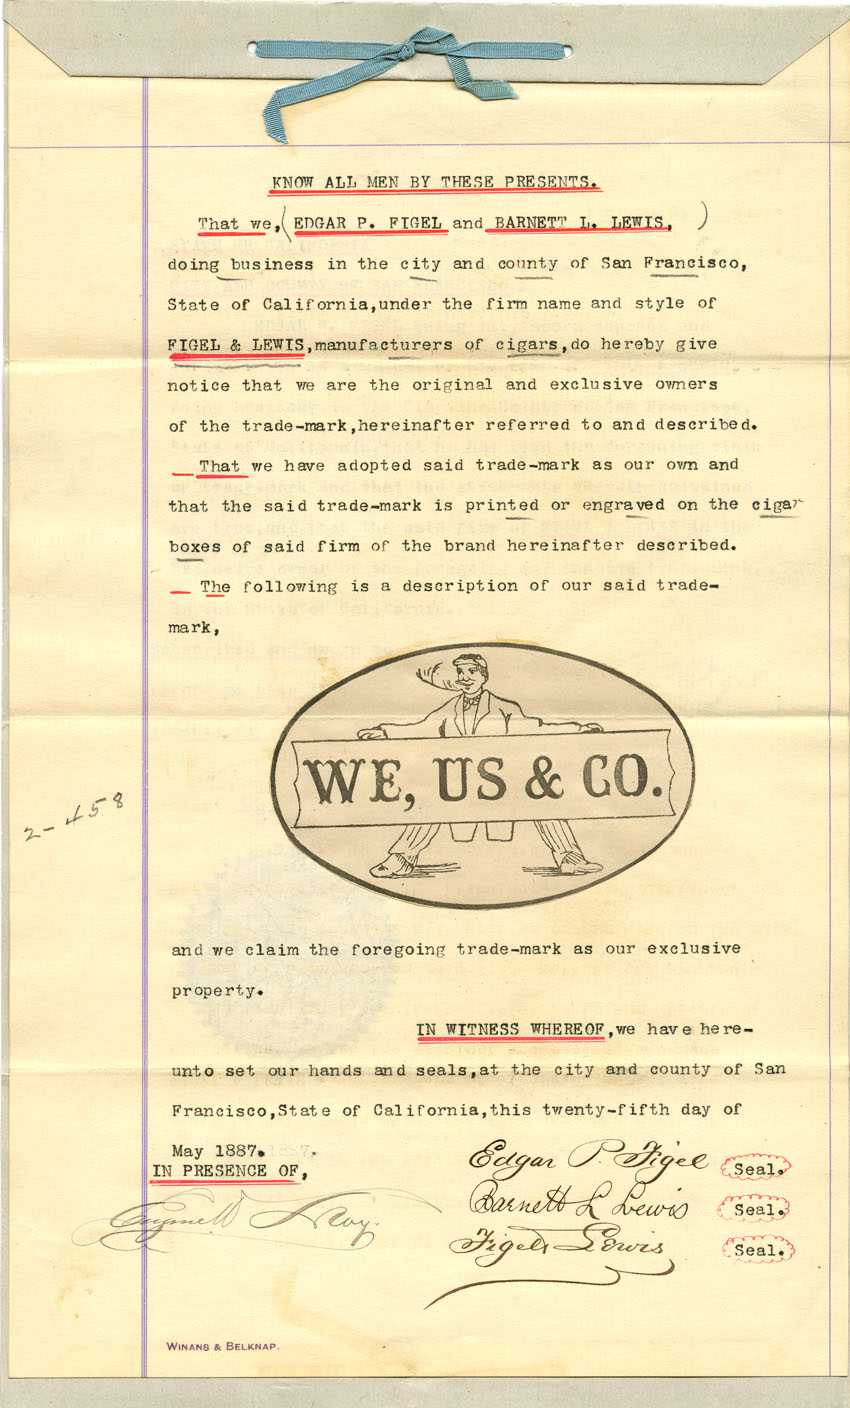 KNOW ALL MEN BY THESE PRESENTS.
That we,(EDGAR P. FIGEL and BARNETT L. LEWIS, )
doing business in the city and county of San Francisco,
State of California,under the firm name and style of
FIGEL & LEWIS,manufacturers of cigars,do hereby give
notice that we are the original and exclusive owners
of the trade-mark,hereinafter referred to and described.
That we have adopted said trade-mark as our own and
that the said trade-mark is printed or engraved on the cigar
boxes of said firm of the brand hereinafter described.
The following is a description of our said trade-
mark,
WE, US & CO.
2-458
and we claim the foregoing trade-mark as our exclusive
property.
IN WITNESS WHEREOF,we have here-
unto set our hands and seals,at the city and county of San
Francisco,State of California,this twenty-fifth day of
May 1887.
IN PRESENCE OF,
Edgar P. Figel Seal.
Barnett L Lewis Seal.
Figel & Lewis Seal.
WINANS & BELKNAP.